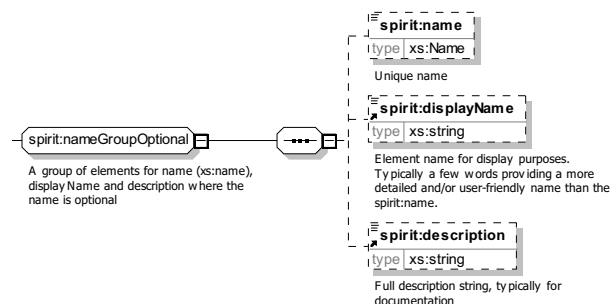 spirit:name
type xs:Name
Unique name
spirit:displayName
type xs:string
Element name for display purposes.
Typically a few words providing a more
detailed and/or user-friendly name than the
spirit:name.
spirit:nameGroupOptional
A group of elements for name (xs:name),
displayName and description where the
name is optional
spirit:description
type xs:string
Full description string, typically for
documentation